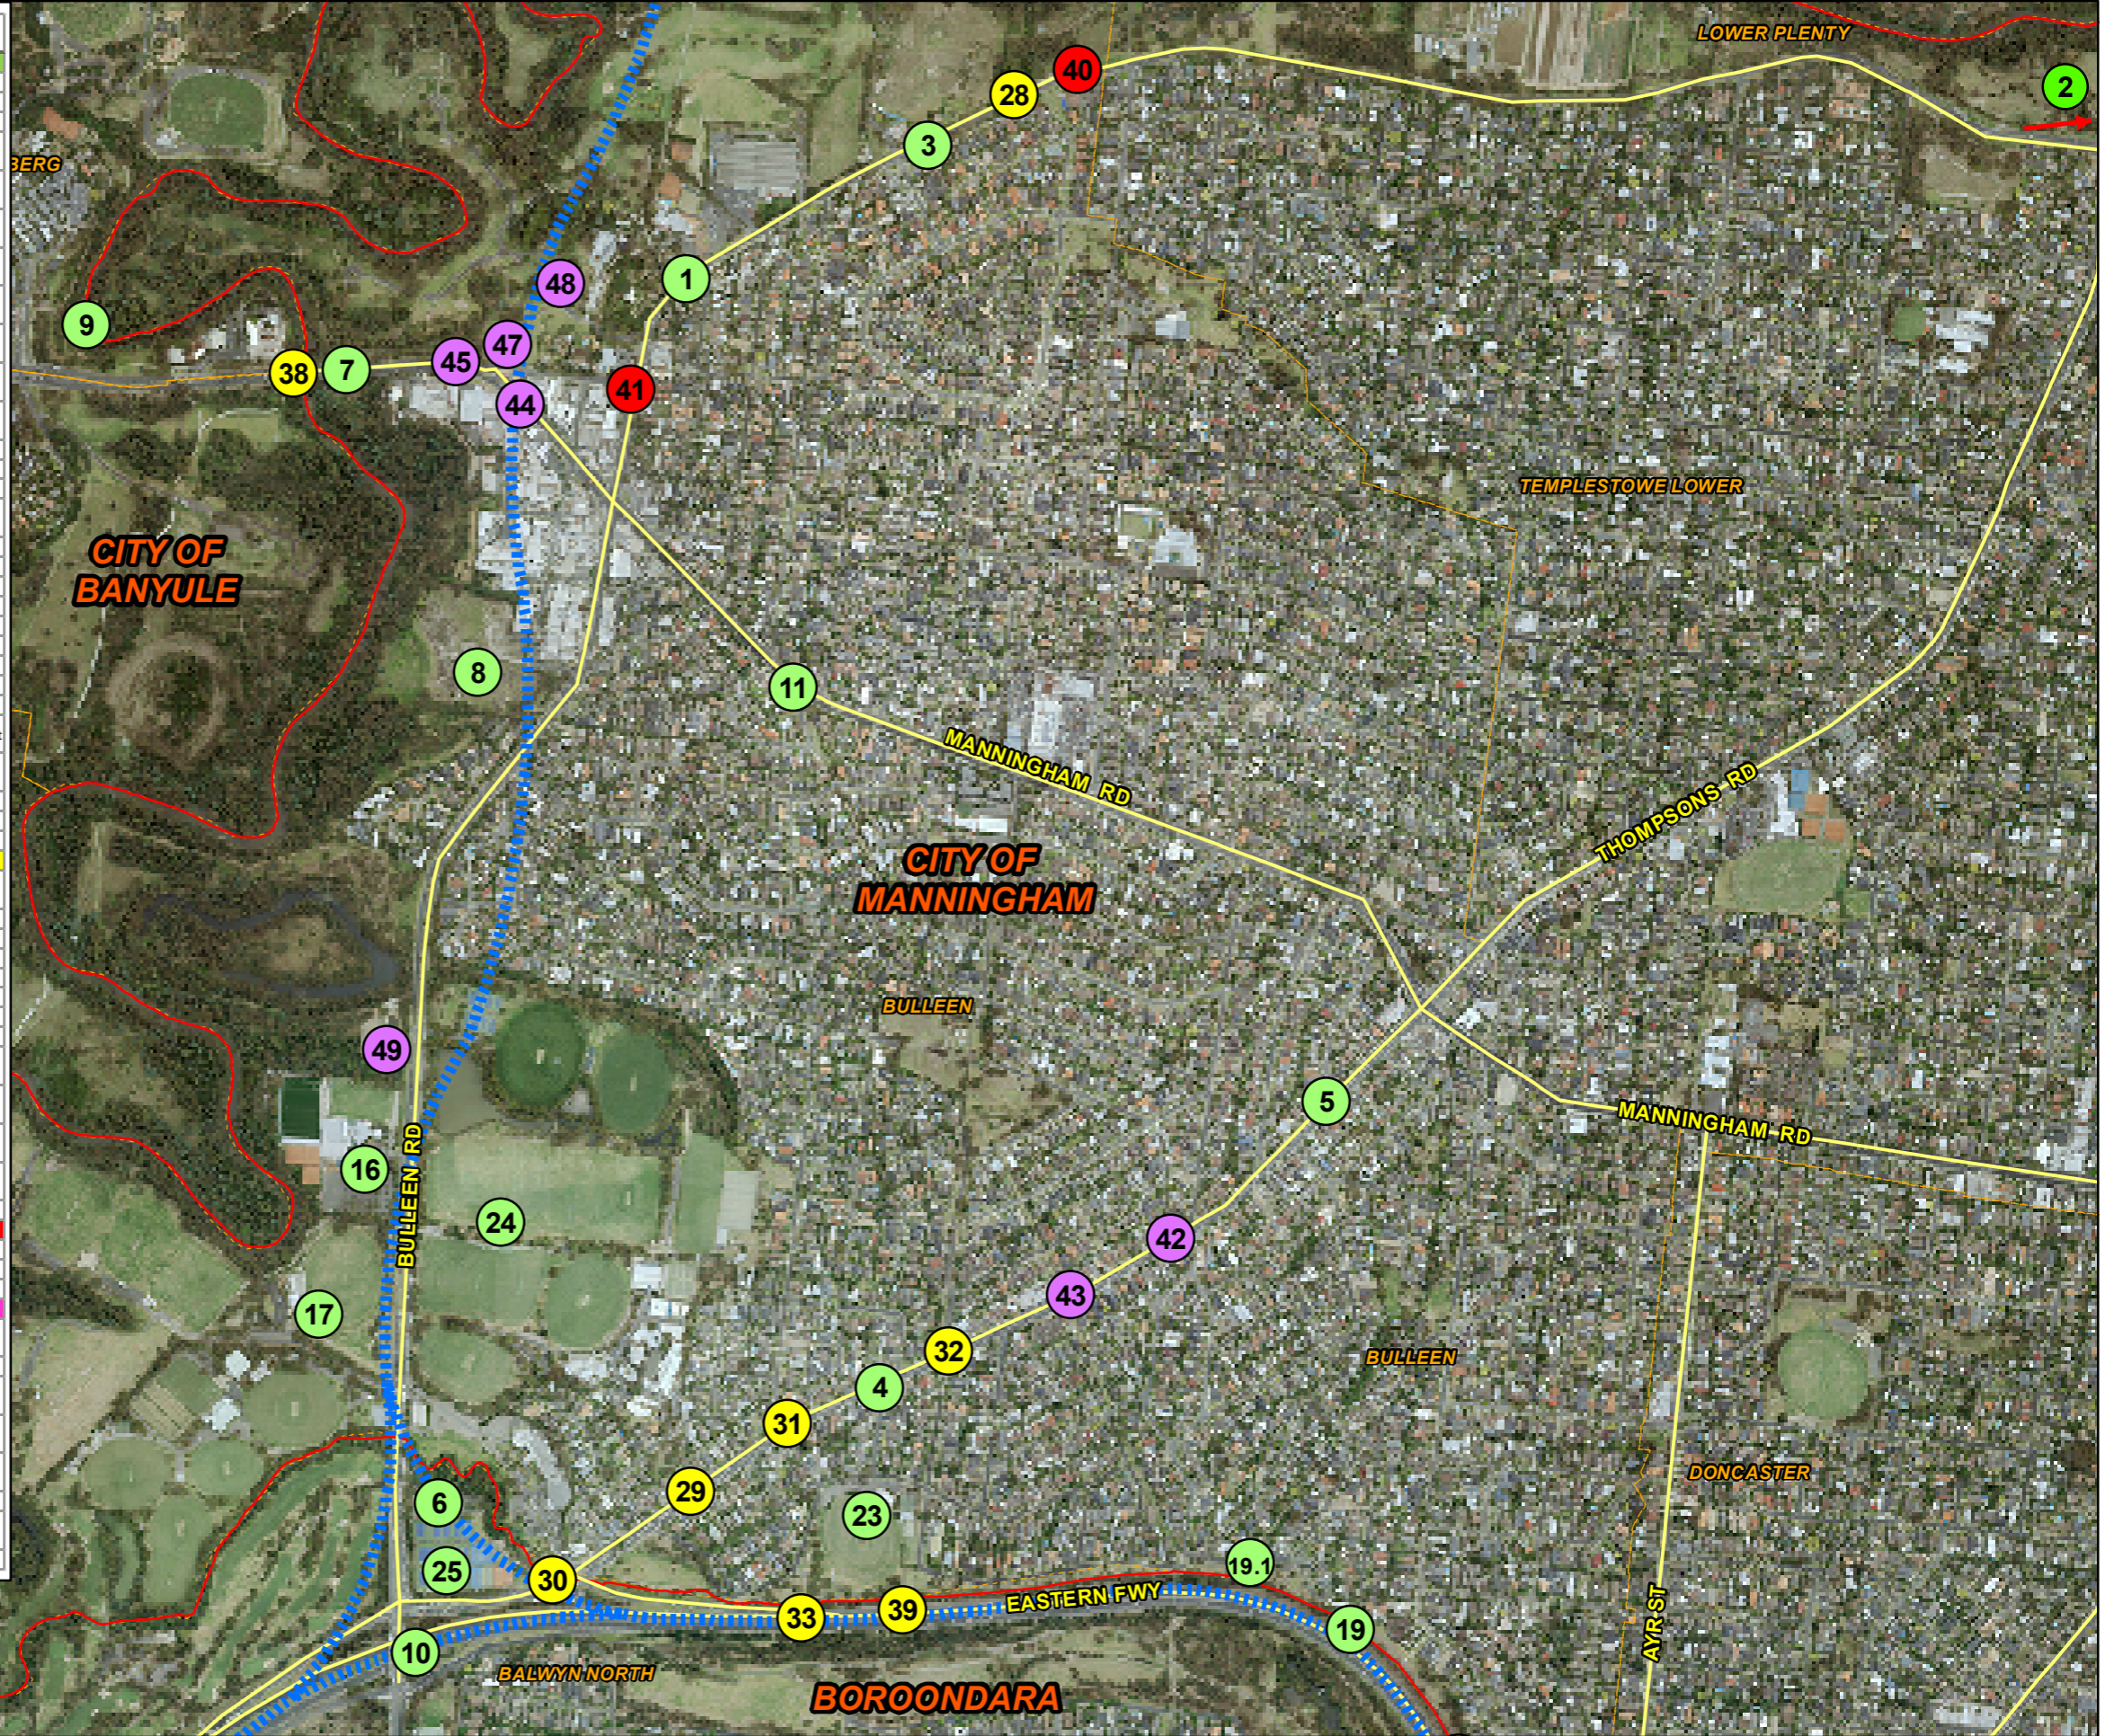 LOWER PLENTY
40
2
28
3
BERG
1
48
9
47
45
38
7
41
44
TEMPLESTOWE LOWER
CITY OF
BANYULE
8
11
MANNINGHAM RD
THOMPSONS RD
CITY OF
MANNINGHAM
BULLEEN
49
5
MANNINGHAM RD
16
BULLEEN RD
24
42
43
17
32
BULLEEN
4
31
DONCASTER
29
6
23
19.1
25
30
EASTERN FWY
39
33
AYR ST
19
10
BALWYN NORTH
BOROONDARA